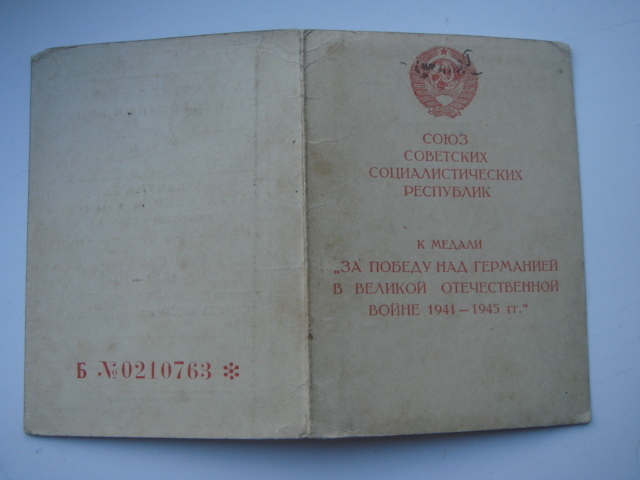 СОЮЗ
СОВЕТСКИХ
СОЦИАЛИСТИЧЕСКИХ
РЕСПУБЛИК
К МЕДАЛИ
„ЗА ПОБЕДУ НАД ГЕРМАНИЕЙ
В ВЕЛИКОЙ ОТЕЧЕСТВЕННОЙ
ВОЙНЕ 1941—1945 гг.“
Б №0210763 *